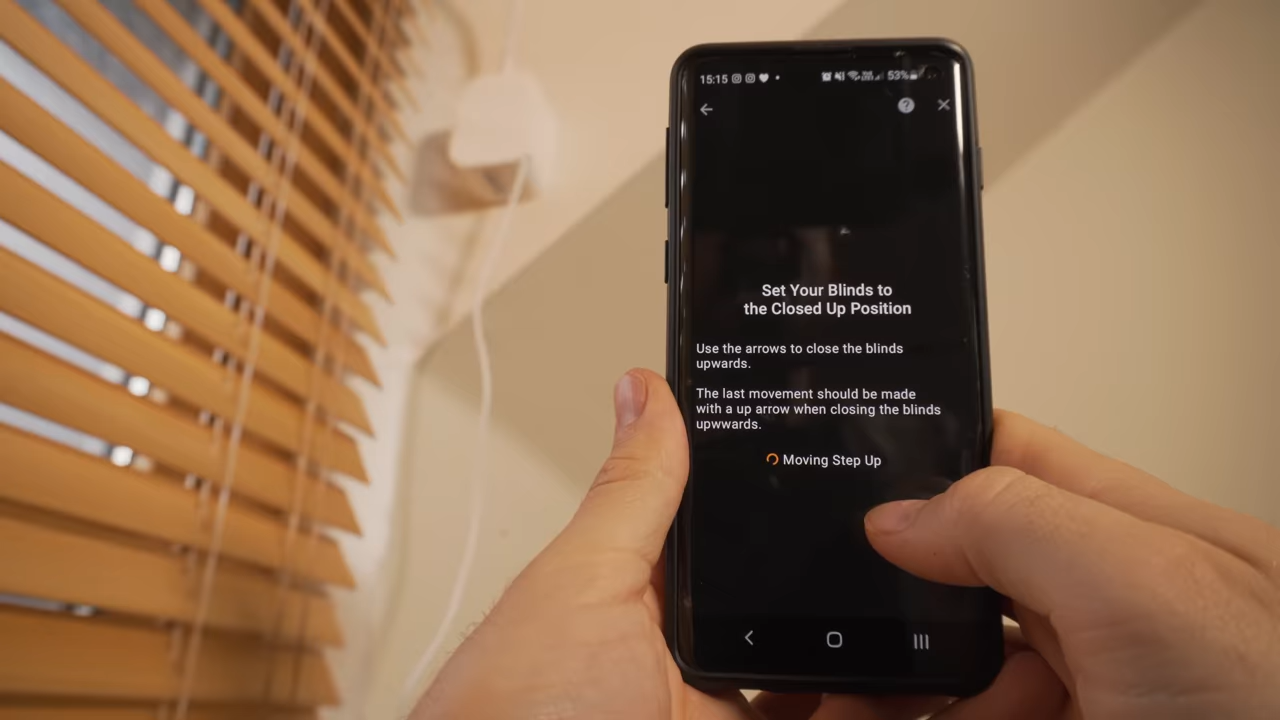 15:15
53%
Set Your Blinds to
the Closed Up Position
Use the arrows to close the blinds
upwards.
The last movement should be made
with a up arrow when closing the blinds
upwwards.
Moving Step Up